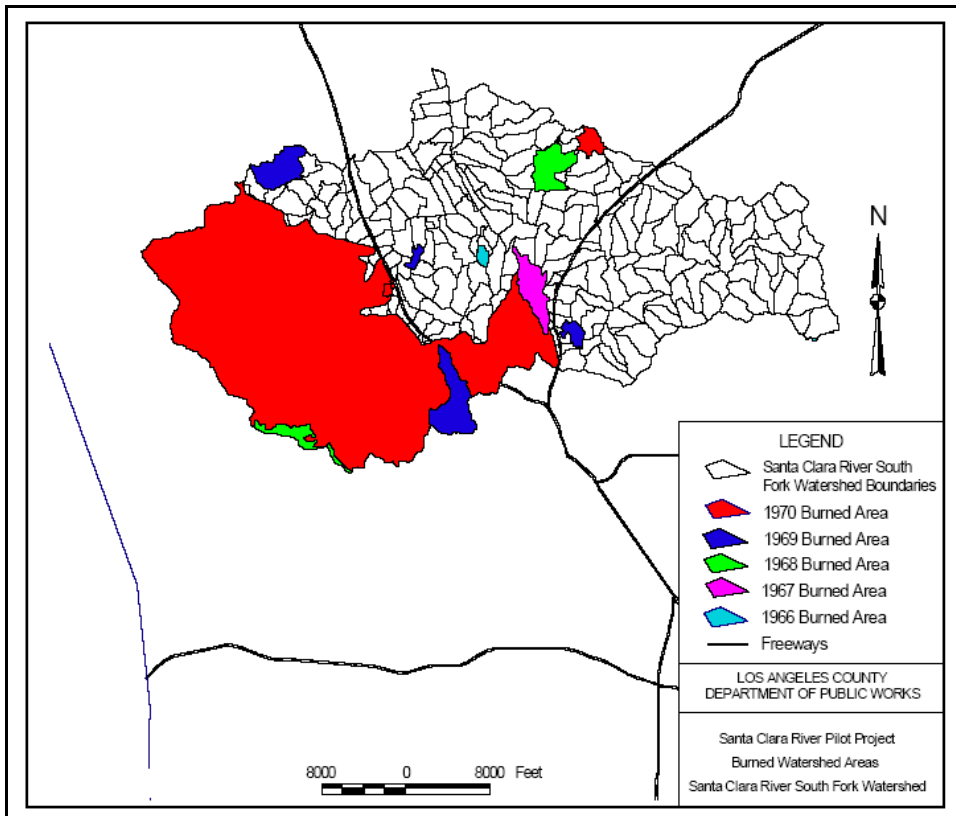 N
LEGEND
Santa Clara River South
Fork Watershed Boundaries
1970 Burned Area
1969 Burned Area
1968 Burned Area
1967 Burned Area
1966 Burned Area
Freeways
LOS ANGELES COUNTY
DEPARTMENT OF PUBLIC WORKS
Santa Clara River Pilot Project
Burned Watershed Areas
Santa Clara River South Fork Watershed
8000 0 8000 Feet